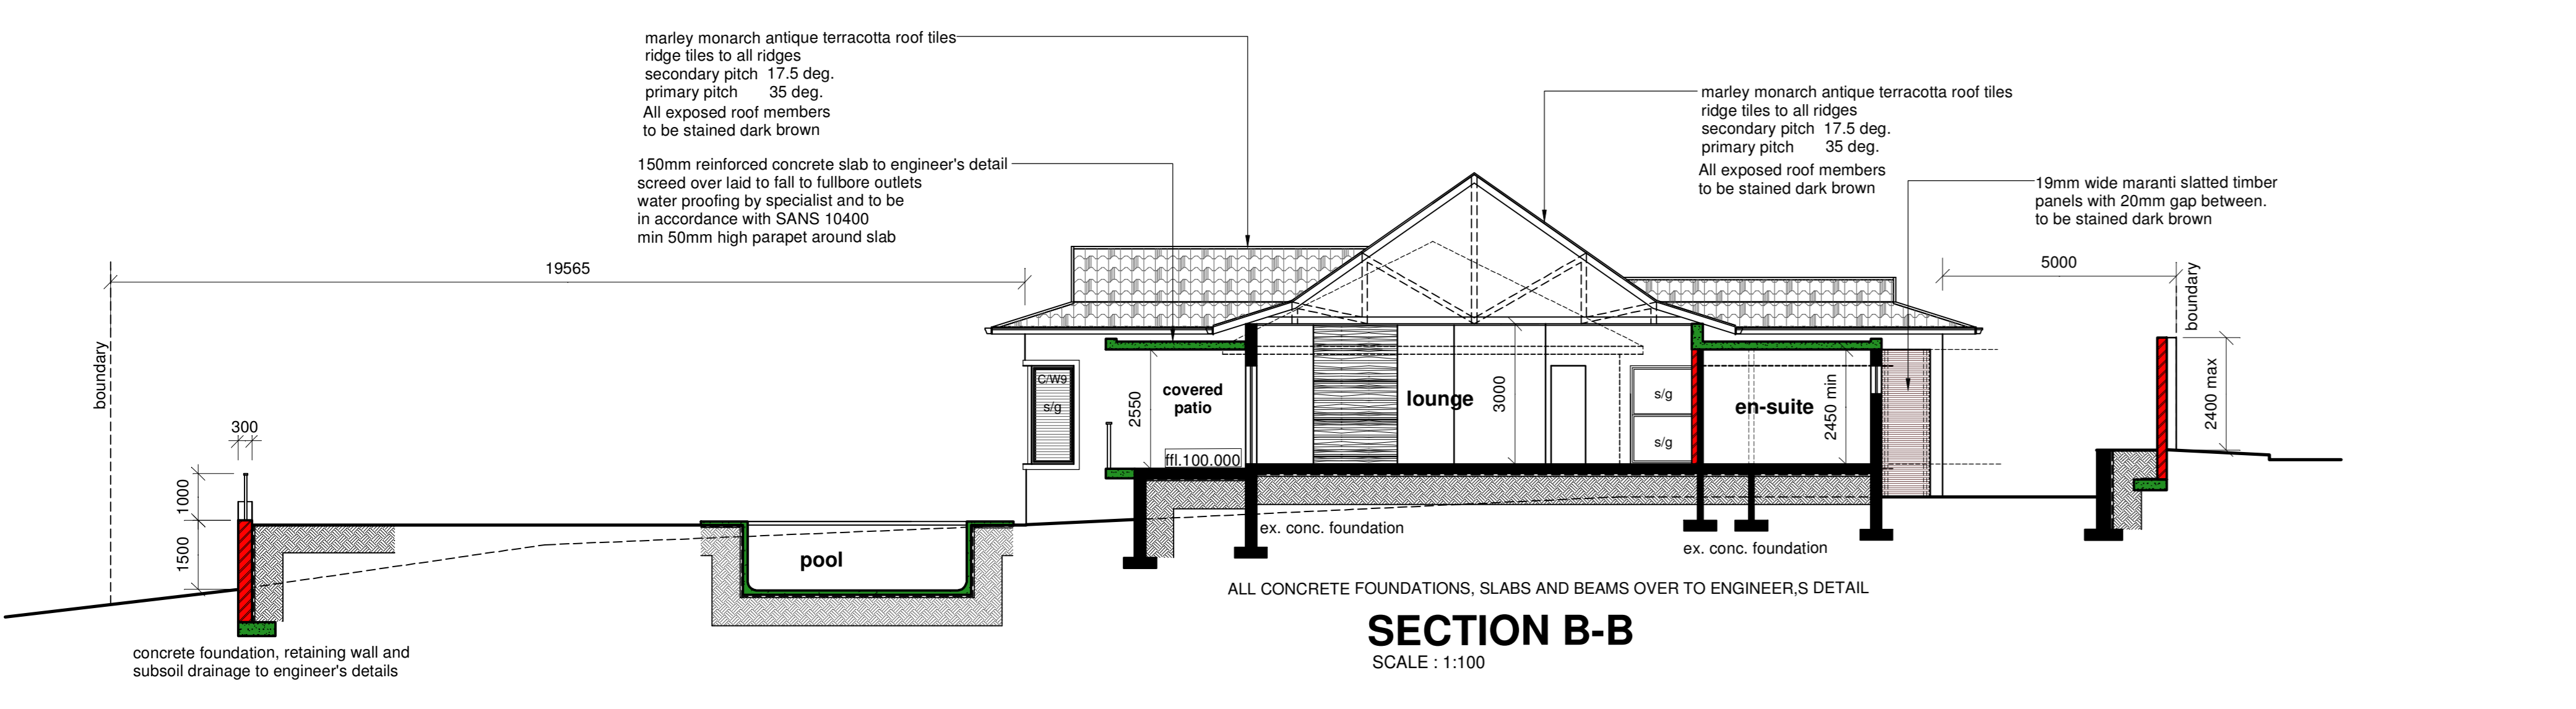 marley monarch antique terracotta roof tiles
ridge tiles to all ridges
secondary pitch 17.5 deg.
primary pitch 35 deg.
All exposed roof members
to be stained dark brown
150mm reinforced concrete slab to engineer's detail
screed over laid to fall to fullbore outlets
water proofing by specialist and to be
in accordance with SANS 10400
min 50mm high parapet around slab
marley monarch antique terracotta roof tiles
ridge tiles to all ridges
secondary pitch 17.5 deg.
primary pitch 35 deg.
All exposed roof members
to be stained dark brown
19mm wide maranti slatted timber
panels with 20mm gap between.
to be stained dark brown
19565
5000
boundary
boundary
300
1000
1500
C/W9
s/g
2550
covered
patio
ffl.100.000
lounge
3000
s/g
s/g
en-suite
2450 min
2400 max
pool
ex. conc. foundation
ex. conc. foundation
ALL CONCRETE FOUNDATIONS, SLABS AND BEAMS OVER TO ENGINEER,S DETAIL
SECTION B-B
SCALE : 1:100
concrete foundation, retaining wall and
subsoil drainage to engineer's details